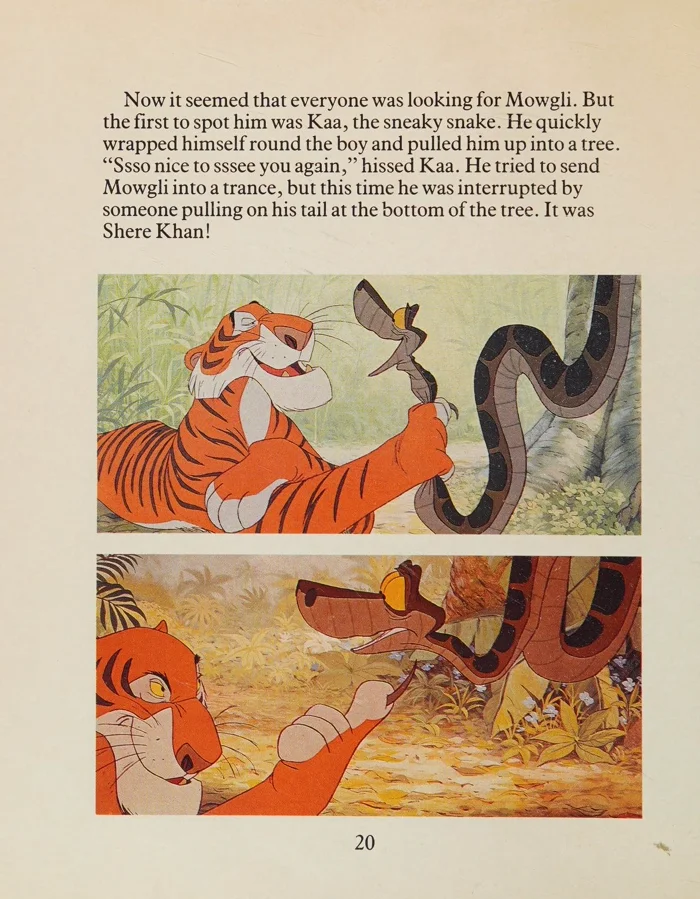 Now it seemed that everyone was looking for Mowgli. But
the first to spot him was Kaa, the sneaky snake. He quickly
wrapped himself round the boy and pulled him up into a tree.
“Ssso nice to sssee you again,” hissed Kaa. He tried to send
Mowgli into a trance, but this time he was interrupted by
someone pulling on his tail at the bottom of the tree. It was
Shere Khan!
20